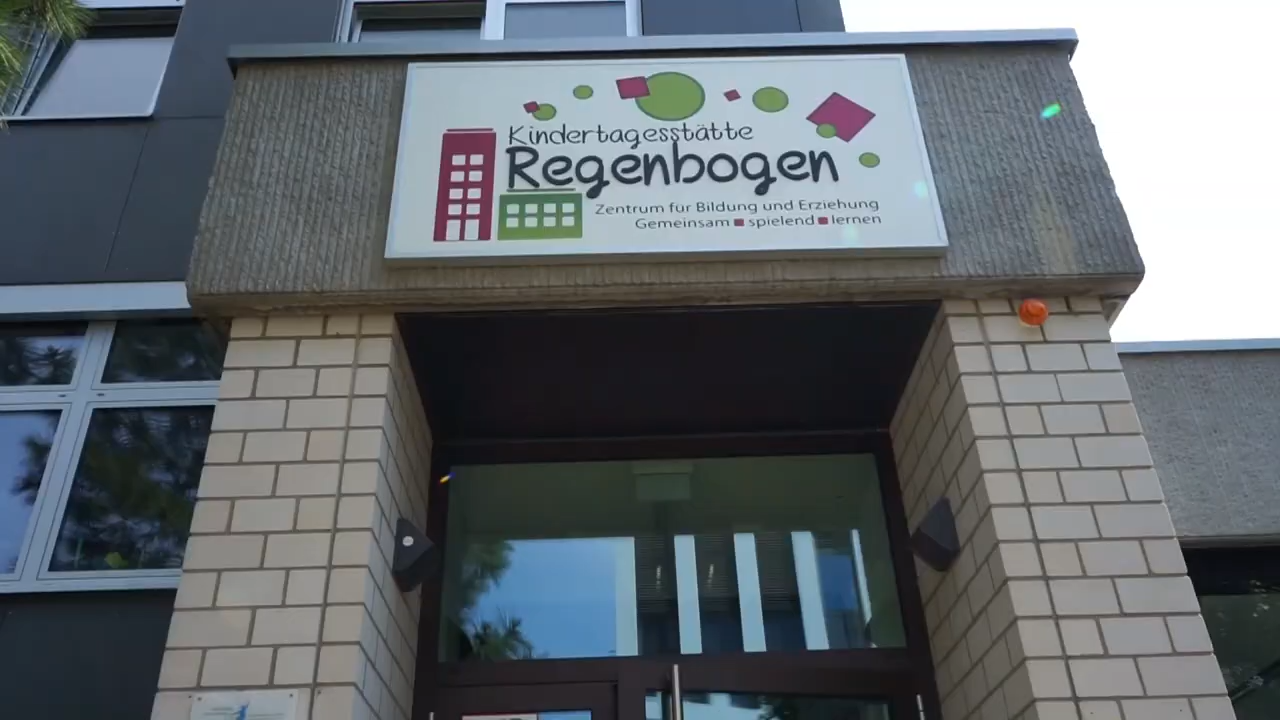 Kindertagesstätte
Regenbogen
Zentrum für Bildung und Erziehung
Gemeinsam spielend lernen